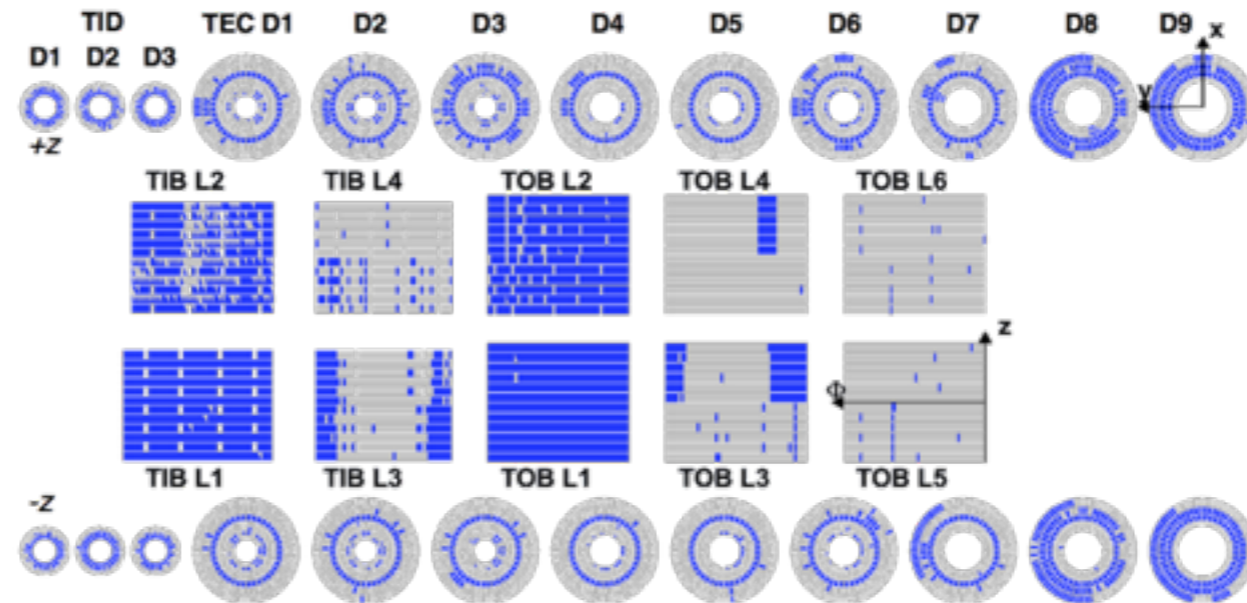 TID TEC D1 D2 D3 D4 D5 D6 D7 D8 D9
D1 D2 D3
x
y
+z
TIB L2 TIB L4 TOB L2 TOB L4 TOB L6
z
Φ
TIB L1 TIB L3 TOB L1 TOB L3 TOB L5
-z